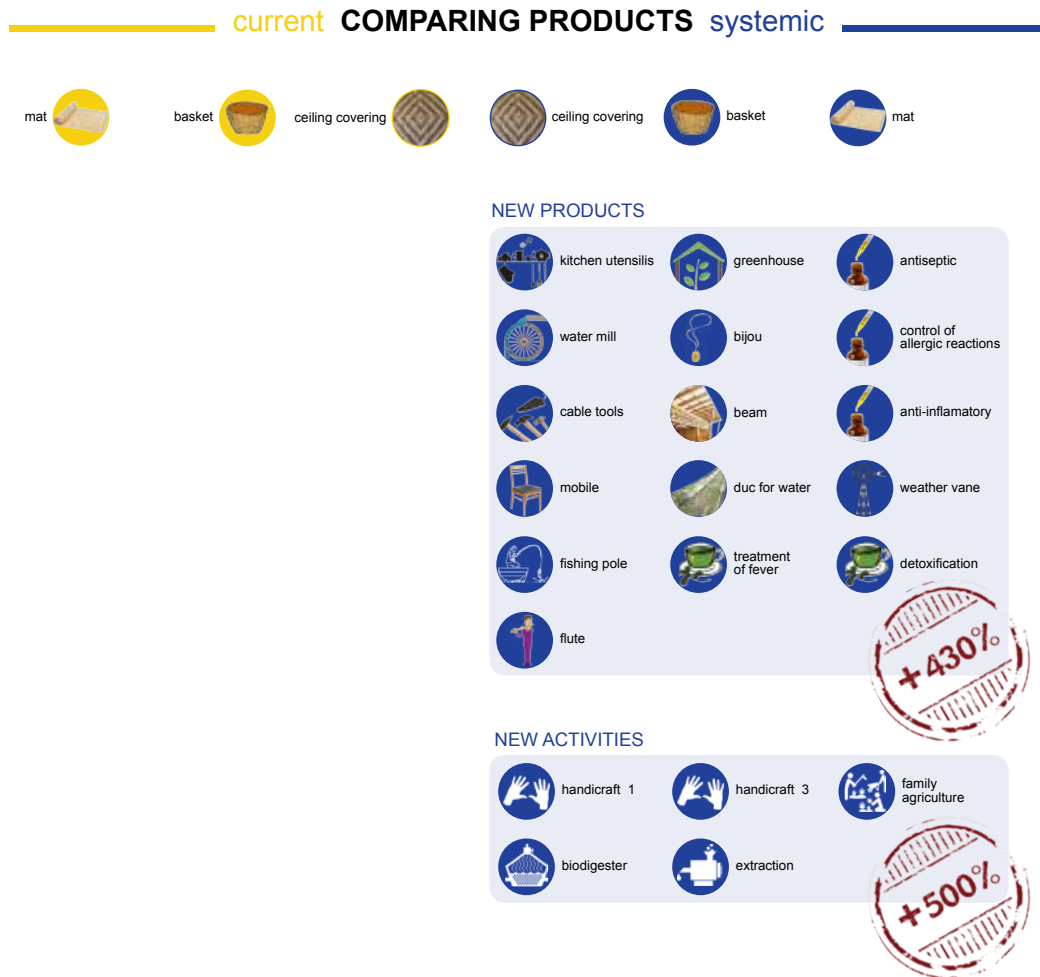 current COMPARING PRODUCTS systemic
mat
basket
ceiling covering
ceiling covering
basket
mat
NEW PRODUCTS
kitchen utensilis
greenhouse
antiseptic
water mill
bijou
control of
allergic reactions
cable tools
beam
anti-inflamatory
mobile
duc for water
weather vane
fishing pole
treatment
of fever
detoxification
flute
+430%
NEW ACTIVITIES
handicraft 1
handicraft 3
family
agriculture
biodigester
extraction
+500%